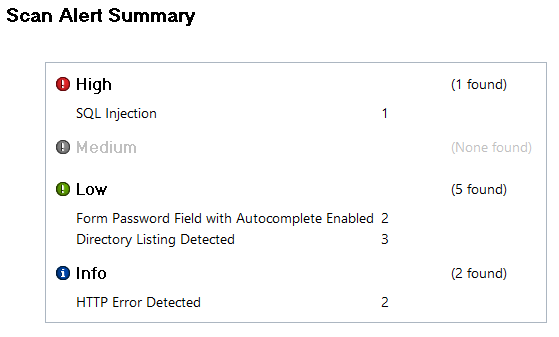 Scan Alert Summary
High (1 found)
SQL Injection 1
Medium (None found)
Low (5 found)
Form Password Field with Autocomplete Enabled 2
Directory Listing Detected 3
Info (2 found)
HTTP Error Detected 2